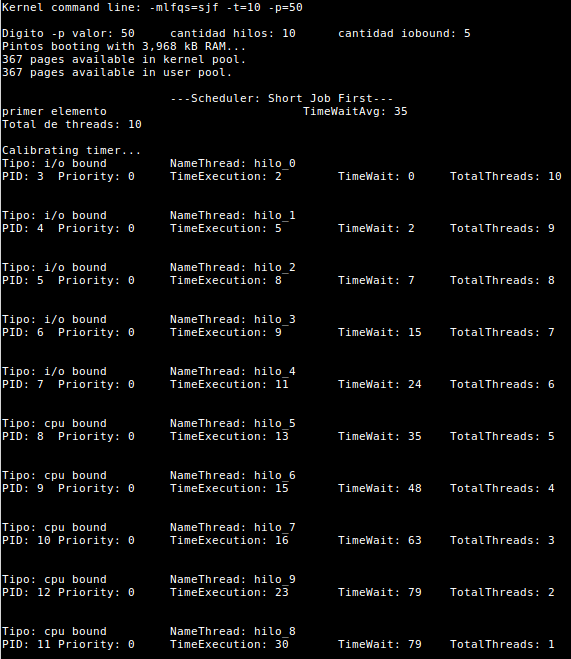 Kernel command line: -mlfqs=sjf -t=10 -p=50
Digito -p valor: 50 cantidad hilos: 10 cantidad iobound: 5
Pintos booting with 3,968 kB RAM...
367 pages available in kernel pool.
367 pages available in user pool.
---Scheduler: Short Job First---
primer elemento TimeWaitAvg: 35
Total de threads: 10
Calibrating timer...
Tipo: i/o bound NameThread: hilo_0
PID: 3 Priority: 0 TimeExecution: 2 TimeWait: 0 TotalThreads: 10
Tipo: i/o bound NameThread: hilo_1
PID: 4 Priority: 0 TimeExecution: 5 TimeWait: 2 TotalThreads: 9
Tipo: i/o bound NameThread: hilo_2
PID: 5 Priority: 0 TimeExecution: 8 TimeWait: 7 TotalThreads: 8
Tipo: i/o bound NameThread: hilo_3
PID: 6 Priority: 0 TimeExecution: 9 TimeWait: 15 TotalThreads: 7
Tipo: i/o bound NameThread: hilo_4
PID: 7 Priority: 0 TimeExecution: 11 TimeWait: 24 TotalThreads: 6
Tipo: cpu bound NameThread: hilo_5
PID: 8 Priority: 0 TimeExecution: 13 TimeWait: 35 TotalThreads: 5
Tipo: cpu bound NameThread: hilo_6
PID: 9 Priority: 0 TimeExecution: 15 TimeWait: 48 TotalThreads: 4
Tipo: cpu bound NameThread: hilo_7
PID: 10 Priority: 0 TimeExecution: 16 TimeWait: 63 TotalThreads: 3
Tipo: cpu bound NameThread: hilo_9
PID: 12 Priority: 0 TimeExecution: 23 TimeWait: 79 TotalThreads: 2
Tipo: cpu bound NameThread: hilo_8
PID: 11 Priority: 0 TimeExecution: 30 TimeWait: 79 TotalThreads: 1